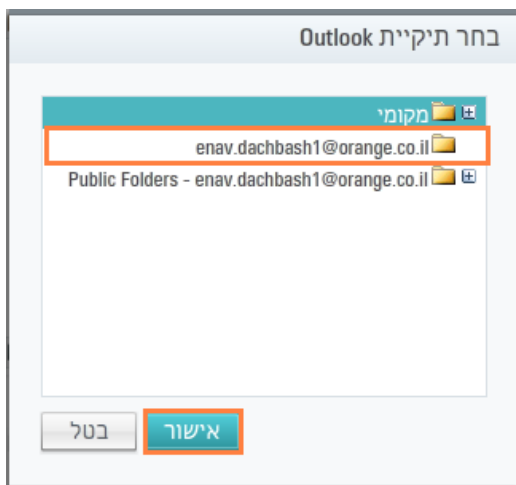 בחר תיקיית Outlook
מקומי
enav.dachbash1@orange.co.il
Public Folders - enav.dachbash1@orange.co.il
אישור
בטל